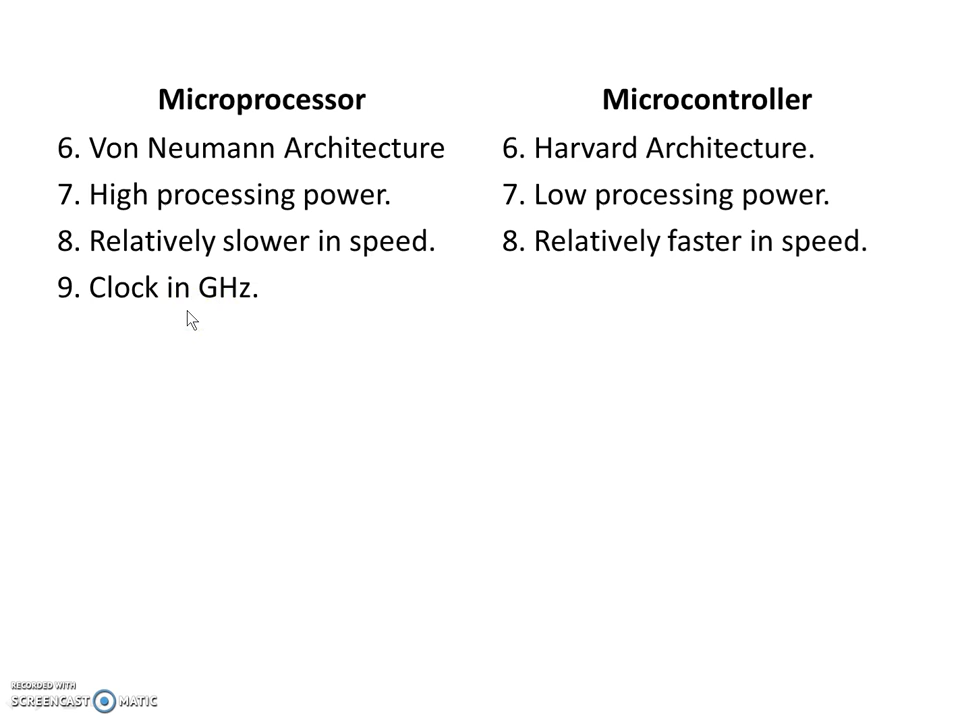 Microprocessor
6. Von Neumann Architecture
7. High processing power.
8. Relatively slower in speed.
9. Clock in GHz.
Microcontroller
6. Harvard Architecture.
7. Low processing power.
8. Relatively faster in speed.
RECORDED WITH
SCREENCAST MATIC